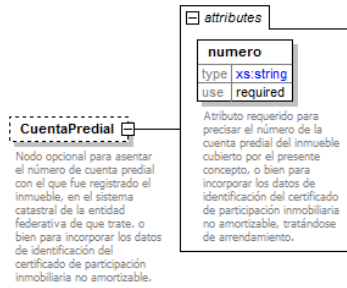 attributes
numero
type xs:string
use required
Atributo requerido para
precisar el número de la
cuenta predial del inmueble
cubierto por el presente
concepto, o bien para
incorporar los datos de
identificación del certificado
de participación inmobiliaria
no amortizable, tratándose
de arrendamiento.
CuentaPredial
Nodo opcional para asentar
el número de cuenta predial
con el que fue registrado el
inmueble, en el sistema
catastral de la entidad
federativa de que trate. o
bien para incorporar los datos
de identificación del
certificado de participación
inmobiliaria no amortizable.